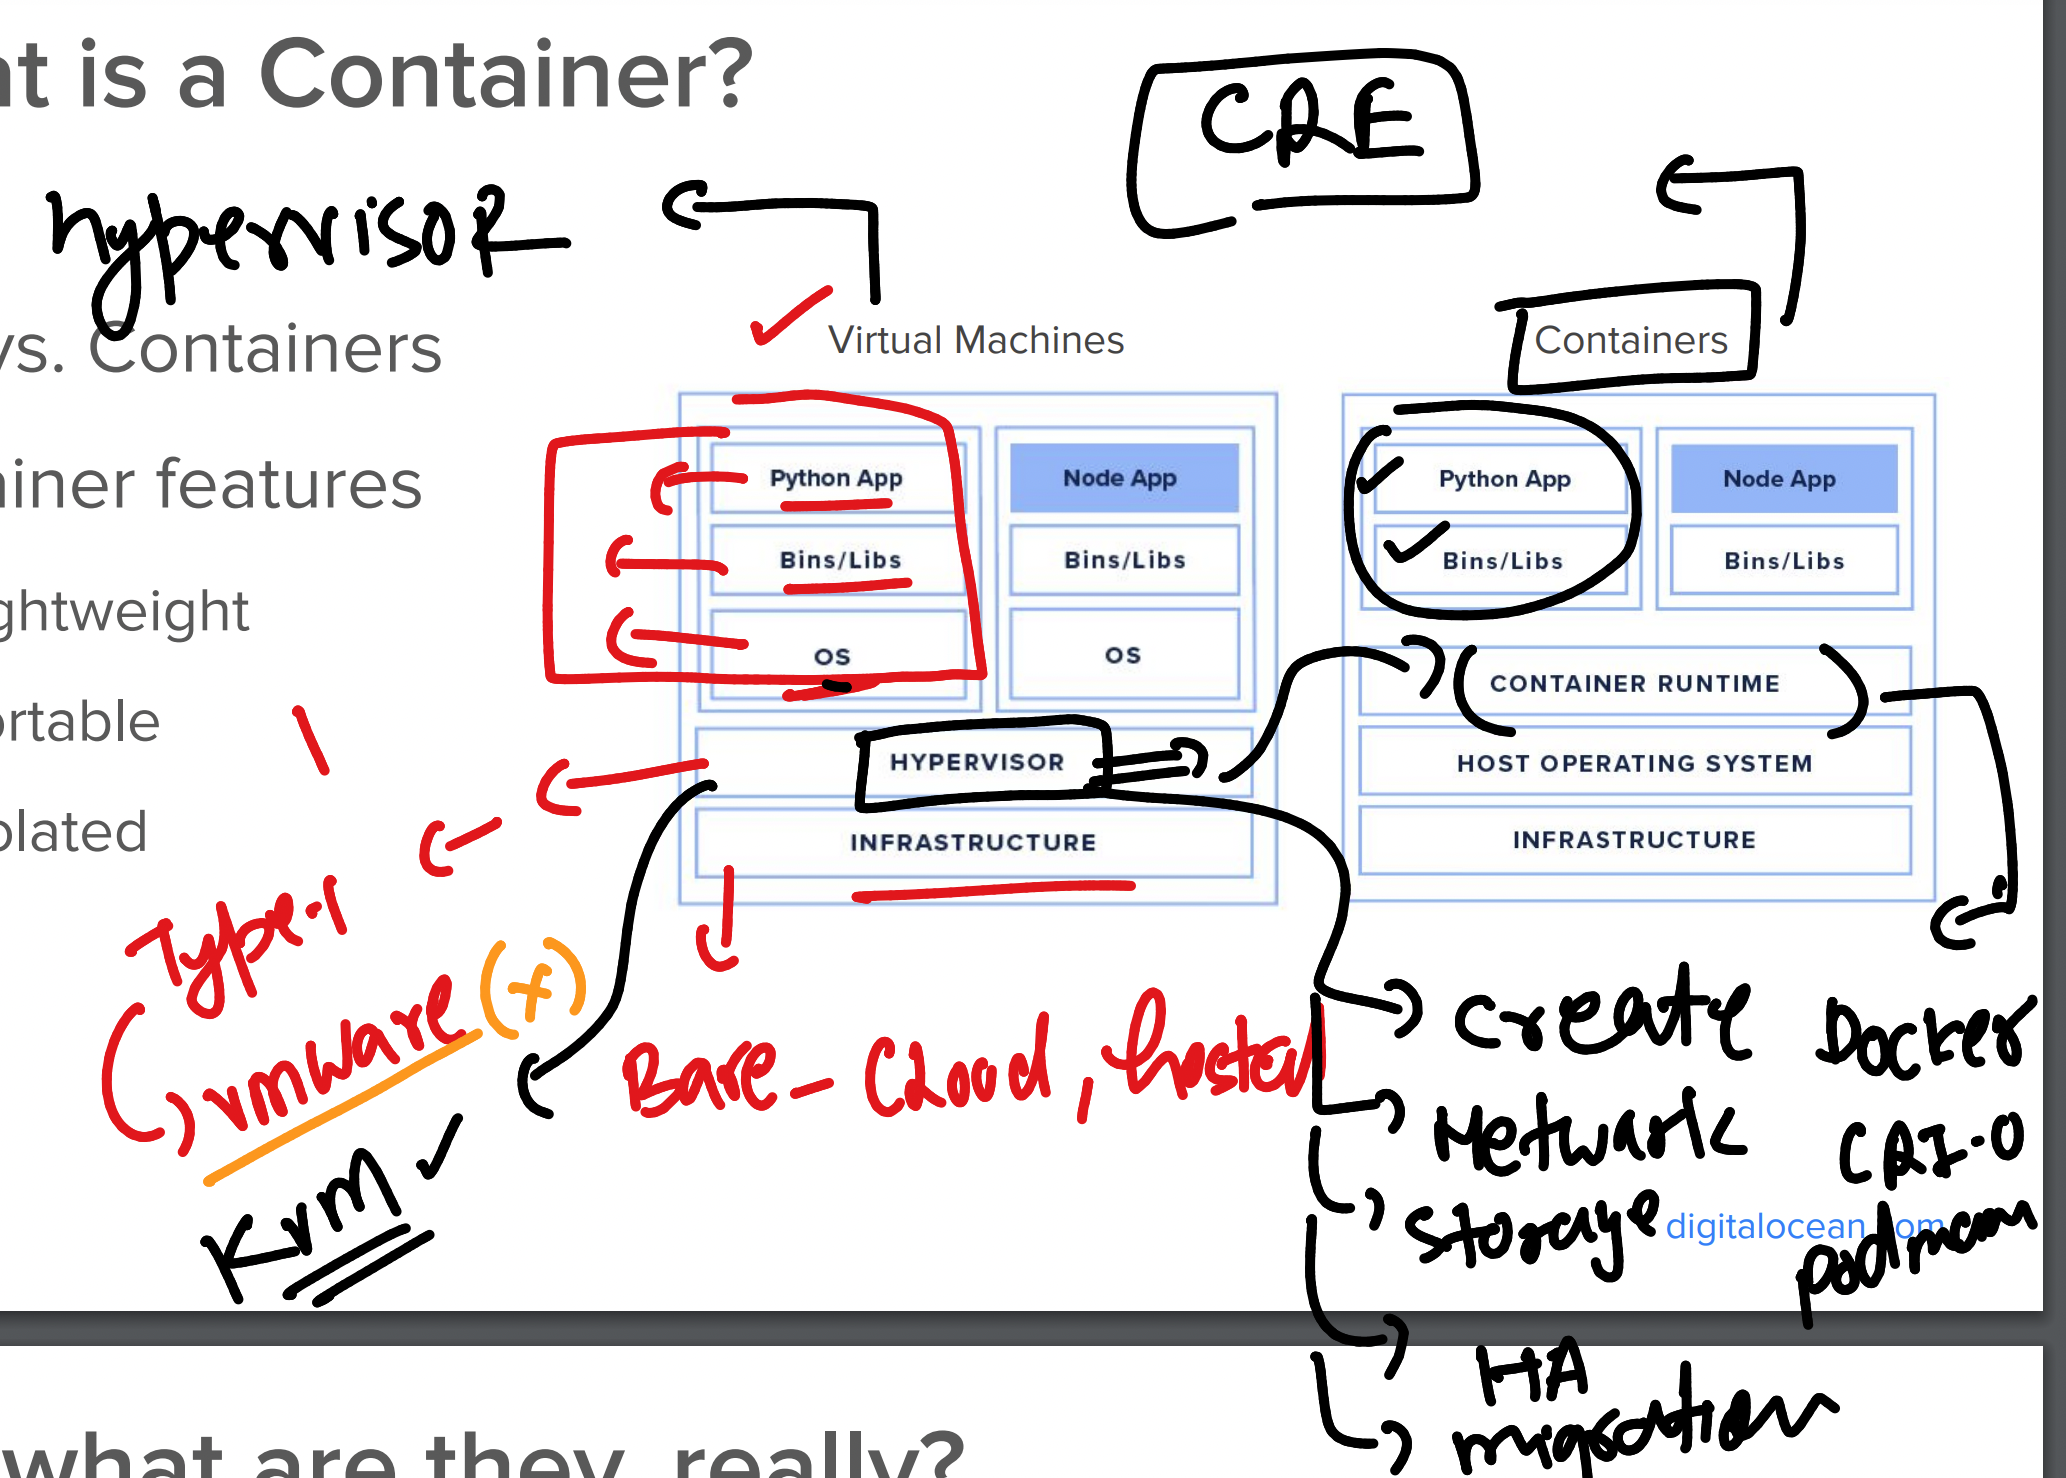 nt is a Container?
CRE
hypervisor
vs. Containers
Virtual Machines
Containers
ainer features
Python App
Node App
Python App
Node App
Bins/Libs
Bins/Libs
Bins/Libs
Bins/Libs
ghtweight
OS
OS
CONTAINER RUNTIME
ortable
HYPERVISOR
HOST OPERATING SYSTEM
olated
INFRASTRUCTURE
INFRASTRUCTURE
Type-1
vmware (x)
KVM
Bare - Cloud, hosted
create
Docker
Network
CRI-O
Storage
digitalocean.com
podman
HA
migration
what are they, really?